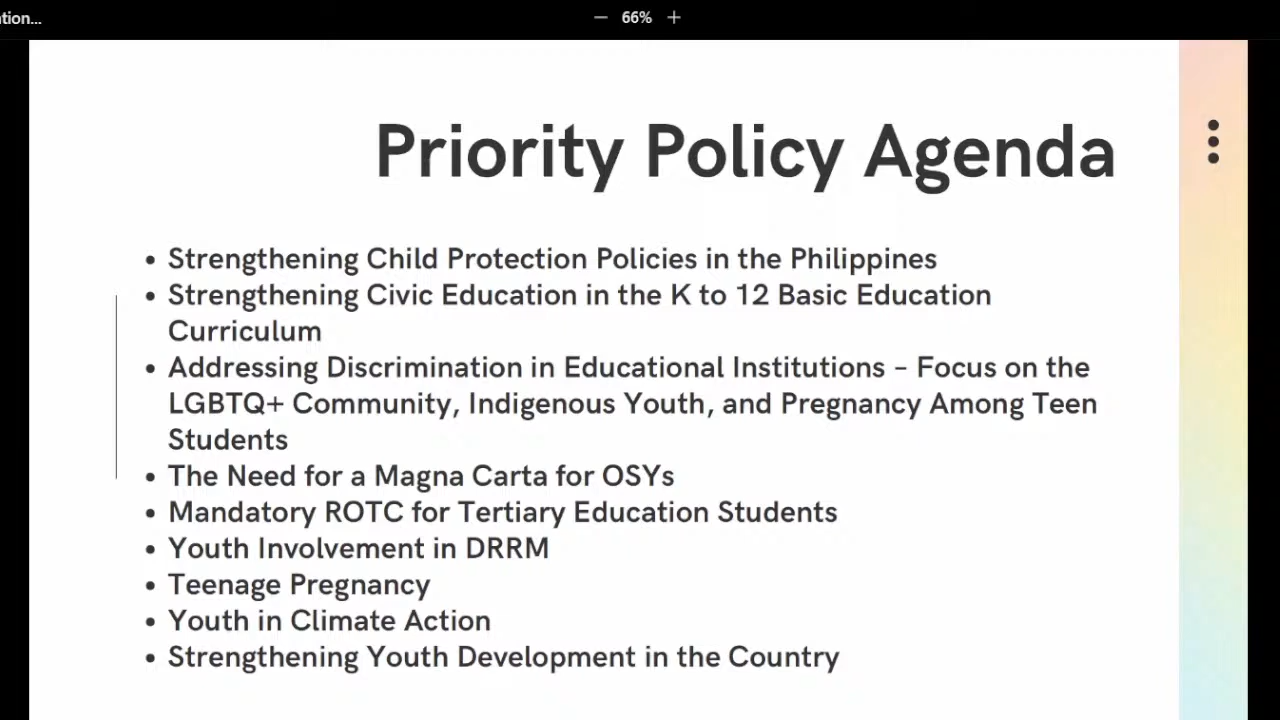 tion...
66%
Priority Policy Agenda
• Strengthening Child Protection Policies in the Philippines
• Strengthening Civic Education in the K to 12 Basic Education
Curriculum
• Addressing Discrimination in Educational Institutions – Focus on the
LGBTQ+ Community, Indigenous Youth, and Pregnancy Among Teen
Students
• The Need for a Magna Carta for OSYs
• Mandatory ROTC for Tertiary Education Students
• Youth Involvement in DRRM
• Teenage Pregnancy
• Youth in Climate Action
• Strengthening Youth Development in the Country